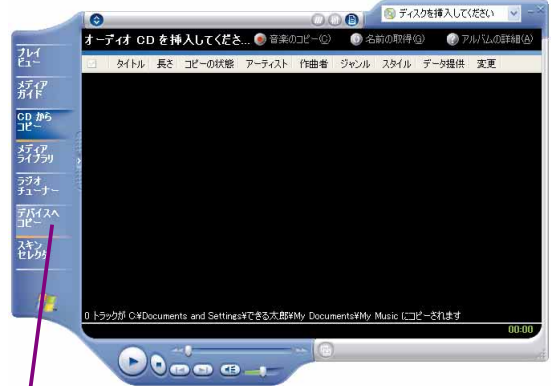 ディスクを挿入してください
オーディオ CD を挿入してくださ... 音楽のコピー(C) 名前の取得(G) アルバムの詳細(A)
タイトル 長さ コピーの状態 アーティスト 作曲者 ジャンル スタイル データ提供 変更
プレイ
ビュー
メディア
ガイド
CD から
コピー
メディア
ライブラリ
ラジオ
チューナー
デバイスへ
コピー
スキン
セレクタ
0 トラックが C:¥Documents and Settings¥できる太郎¥My Documents¥My Music にコピーされます
00:00